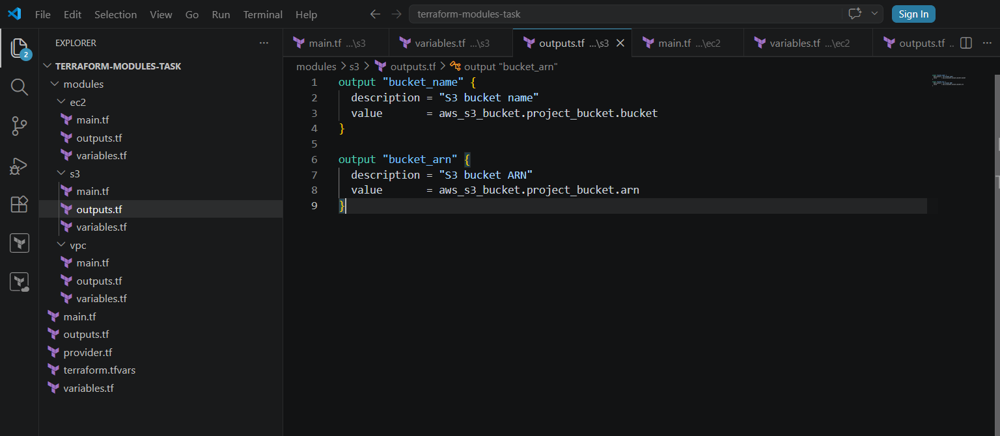 File Edit Selection View Go Run Terminal Help
terraform-modules-task
Sign In
2
EXPLORER
TERRAFORM-MODULES-TASK
modules
ec2
main.tf
outputs.tf
variables.tf
s3
main.tf
outputs.tf
variables.tf
vpc
main.tf
outputs.tf
variables.tf
main.tf
outputs.tf
provider.tf
terraform.tfvars
variables.tf
main.tf ...\s3 variables.tf ...\s3 outputs.tf ...\s3 main.tf ...\ec2 variables.tf ...\ec2 outputs.tf ..
modules > s3 > outputs.tf > output "bucket_arn"
1 output "bucket_name" {
2 description = "S3 bucket name"
3 value = aws_s3_bucket.project_bucket.bucket
4 }
5
6 output "bucket_arn" {
7 description = "S3 bucket ARN"
8 value = aws_s3_bucket.project_bucket.arn
9 }